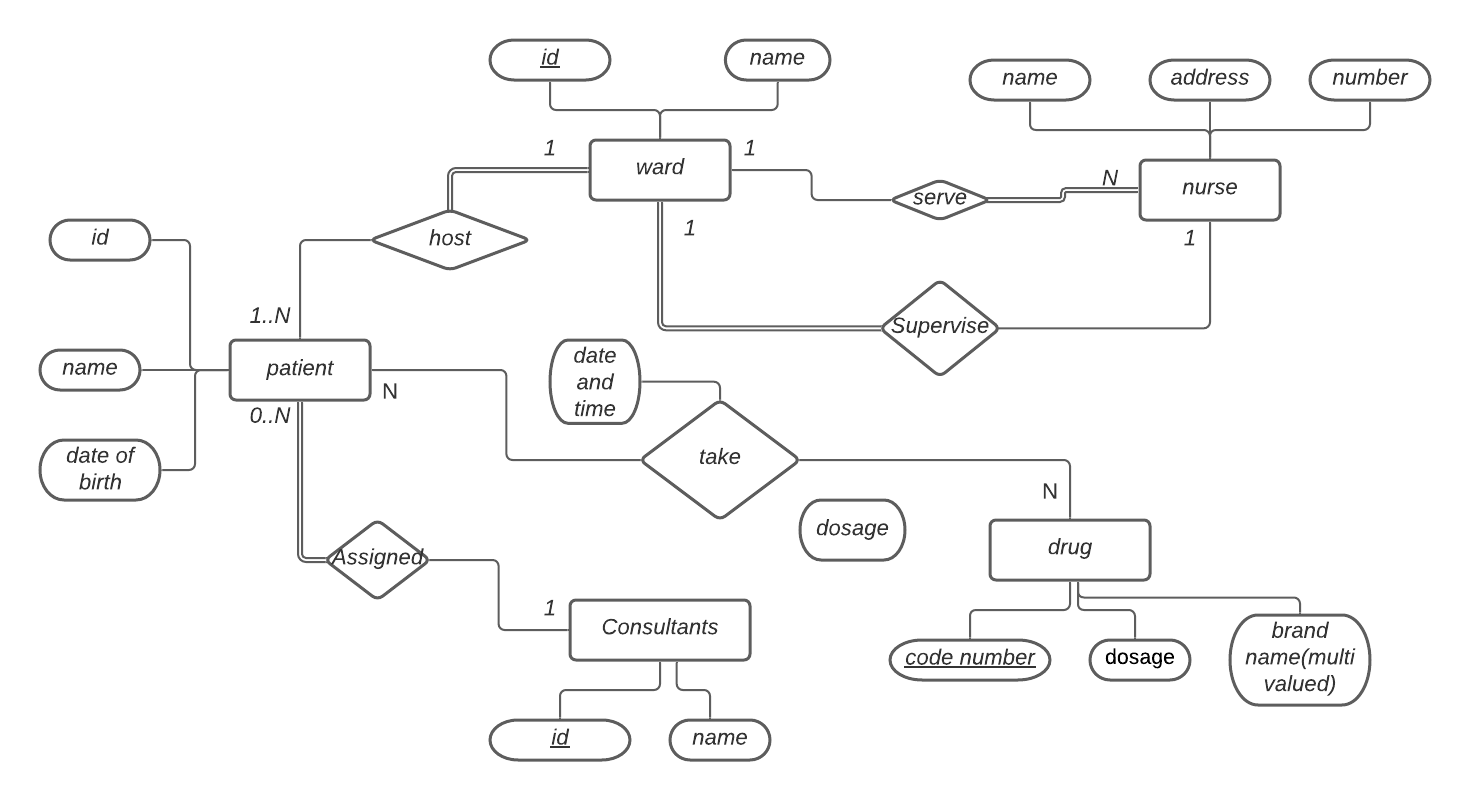 id
name
name
address
number
1
ward
1
N
nurse
serve
1
1
id
host
1..N
Supervise
name
patient
N
0..N
date
and
time
take
date of
birth
N
dosage
drug
Assigned
1
Consultants
code number
dosage
brand
name(multi
valued)
id
name